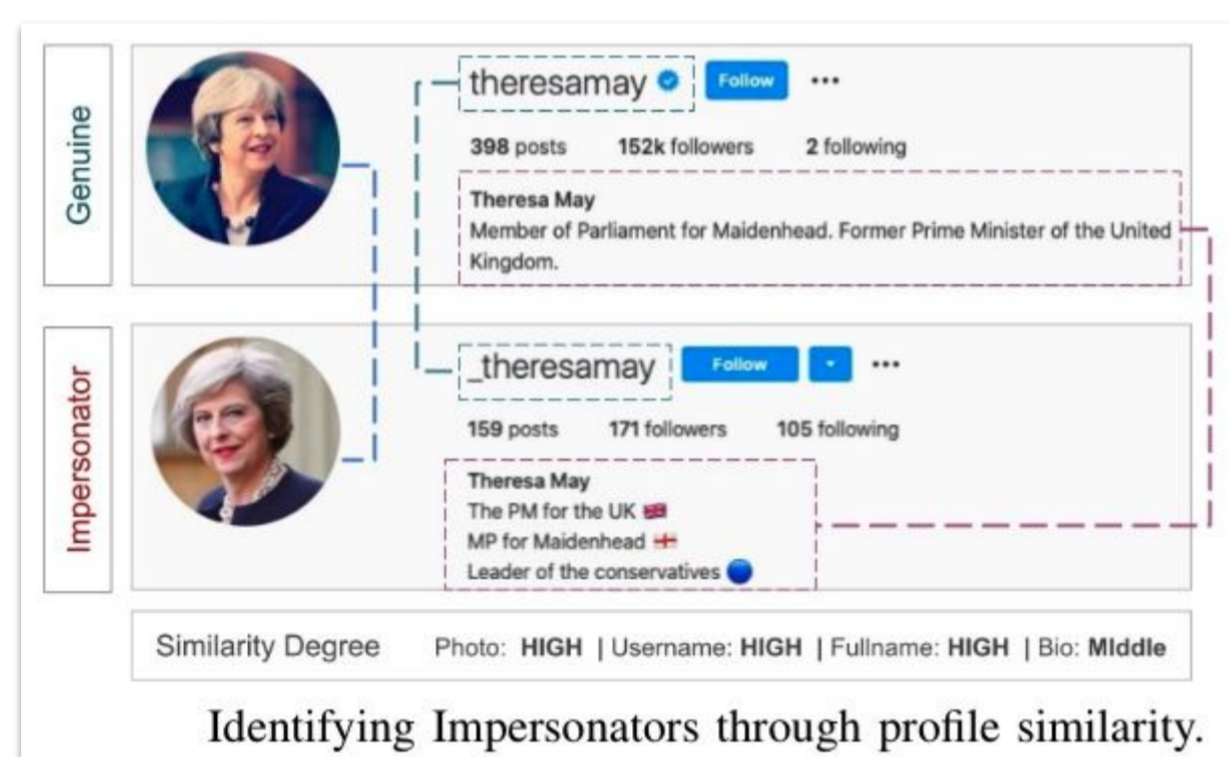 Genuine
theresamay Follow •••
398 posts 152k followers 2 following
Theresa May
Member of Parliament for Maidenhead. Former Prime Minister of the United
Kingdom.
Impersonator
_theresamay Follow •••
159 posts 171 followers 105 following
Theresa May
The PM for the UK 🇬🇧
MP for Maidenhead 🏴󠁧󠁢󠁥󠁮󠁧󠁿
Leader of the conservatives 🔵
Similarity Degree Photo: HIGH | Username: HIGH | Fullname: HIGH | Bio: MIddle
Identifying Impersonators through profile similarity.